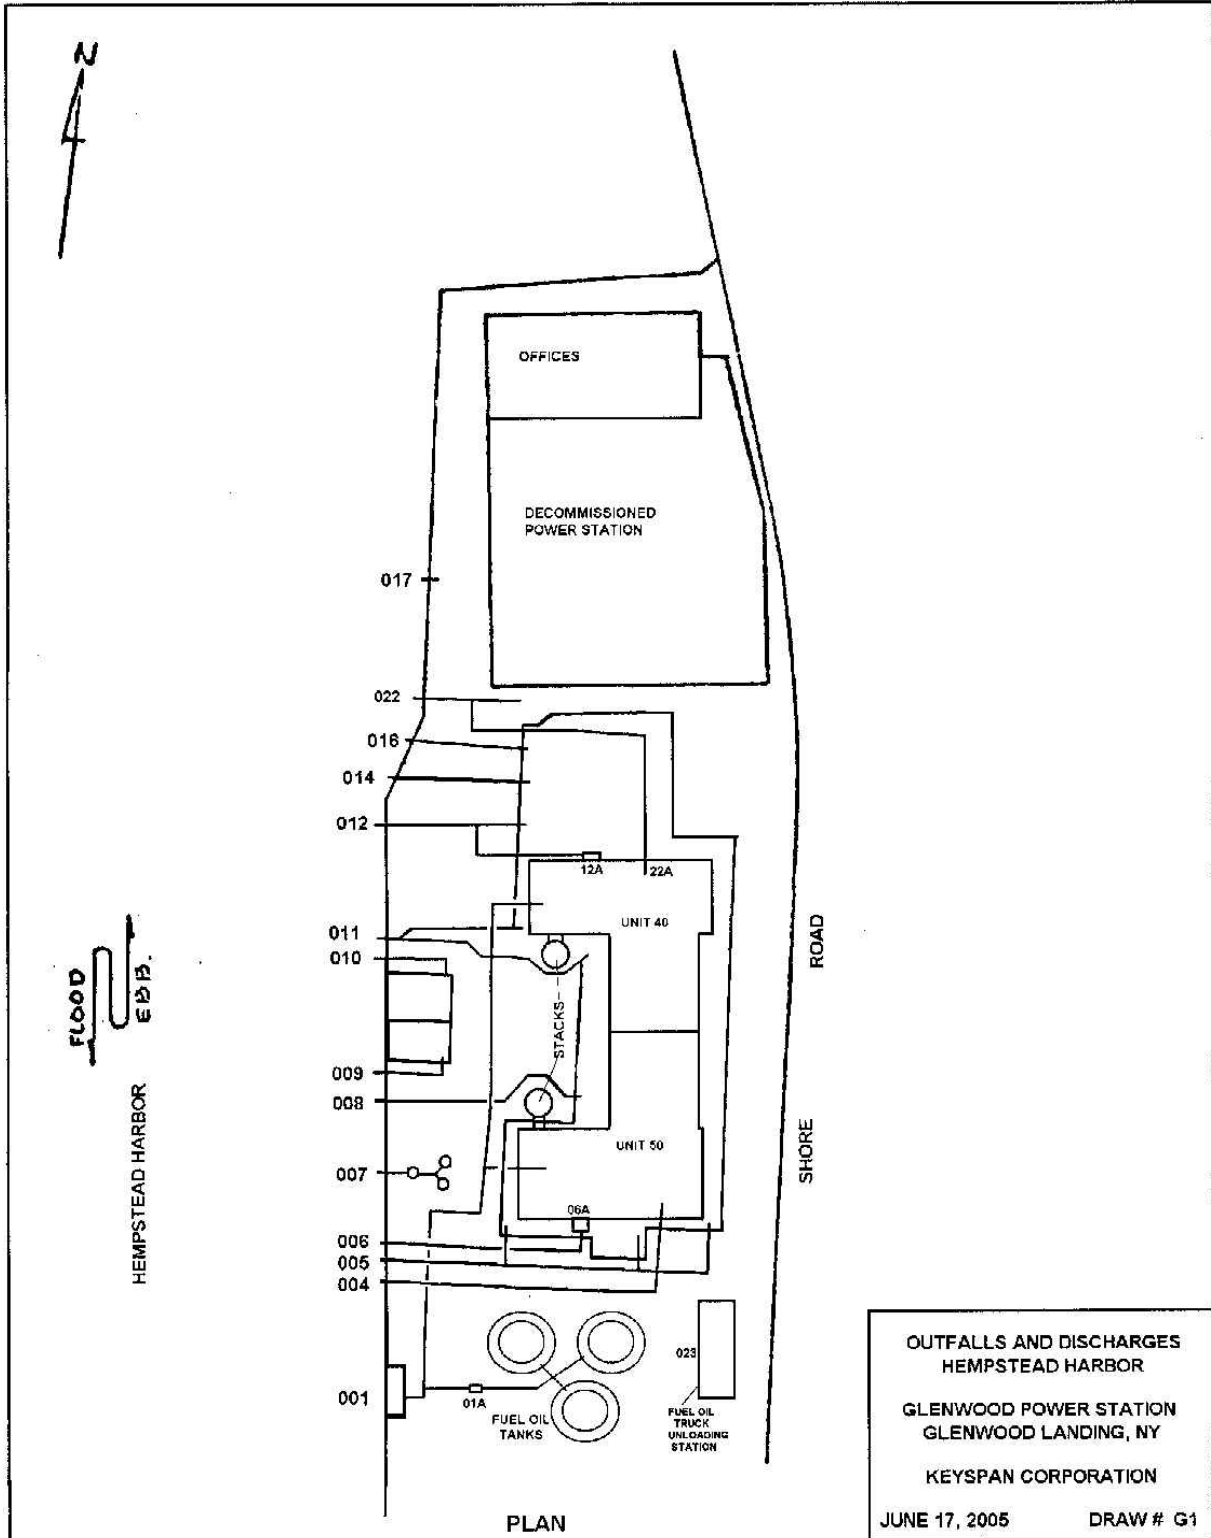 N
OFFICES
DECOMMISSIONED
POWER STATION
017
022
016
014
012
12A
22A
UNIT 40
011
010
ROAD
FLOOD
EBB.
STACKS
009
008
HEMPSTEAD HARBOR
SHORE
UNIT 50
007
06A
006
005
004
023
001
01A
FUEL OIL
TANKS
FUEL OIL
TRUCK
UNLOADING
STATION
PLAN
OUTFALLS AND DISCHARGES
HEMPSTEAD HARBOR
GLENWOOD POWER STATION
GLENWOOD LANDING, NY
KEYSPAN CORPORATION
JUNE 17, 2005 DRAW # G1